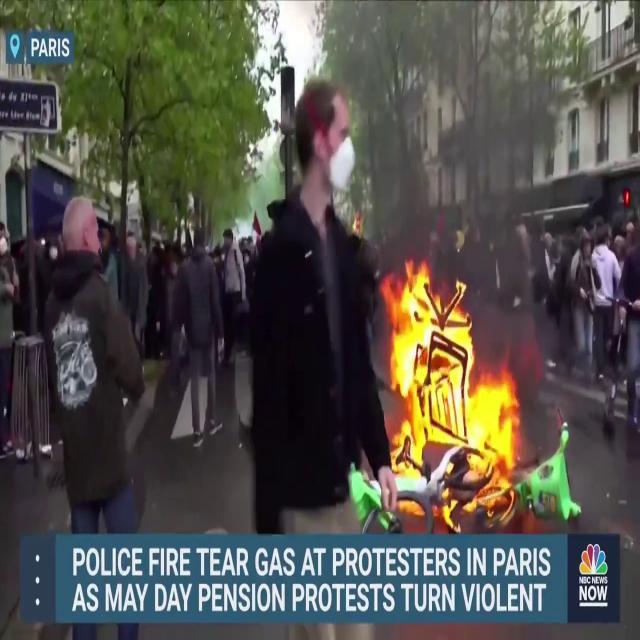 PARIS
POLICE FIRE TEAR GAS AT PROTESTERS IN PARIS
AS MAY DAY PENSION PROTESTS TURN VIOLENT
NBC NEWS
NOW